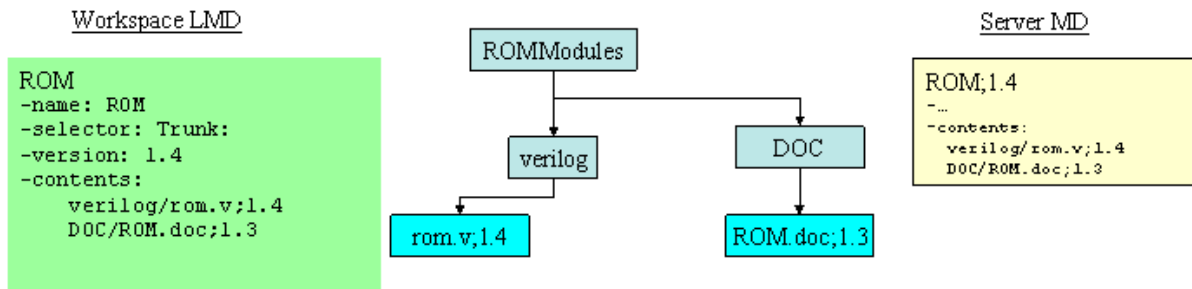 Workspace LMD
ROM
-name: ROM
-selector: Trunk:
-version: 1.4
-contents:
verilog/rom.v;1.4
DOC/ROM.doc;1.3
ROMModules
verilog
DOC
rom.v;1.4
ROM.doc;1.3
Server MD
ROM;1.4
-…
-contents:
verilog/rom.v;1.4
DOC/ROM.doc;1.3